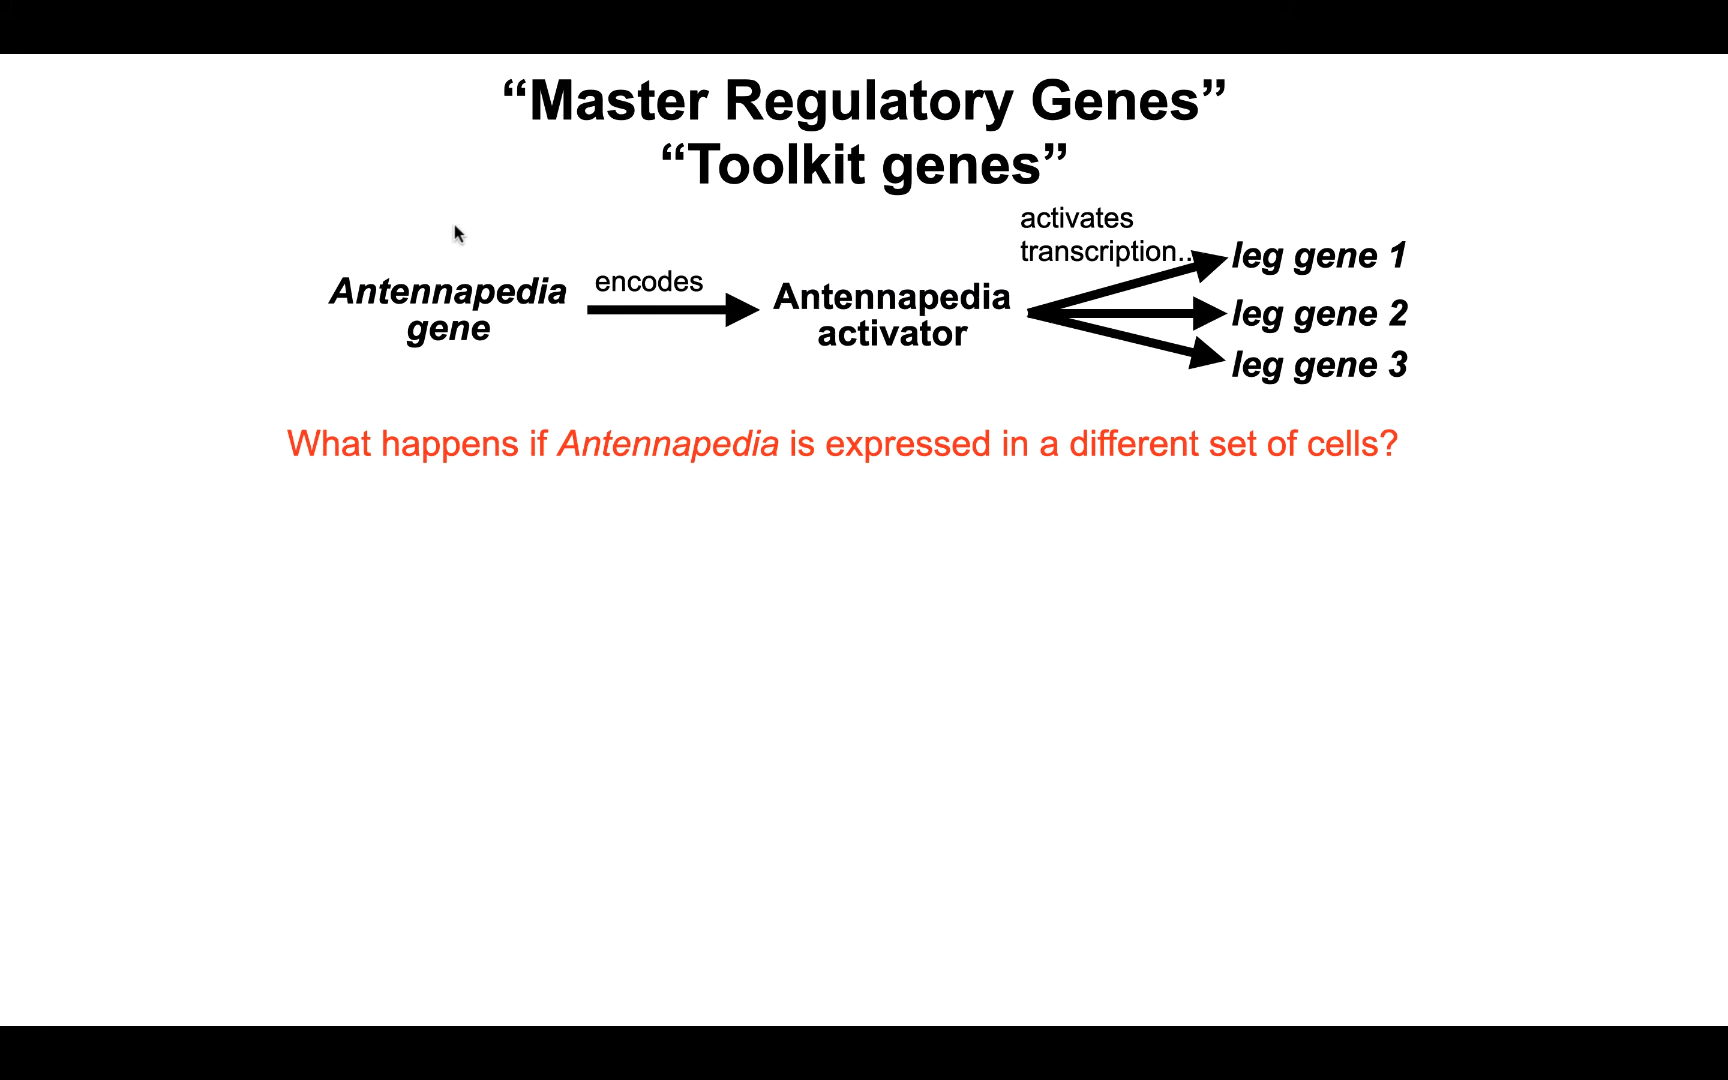 “Master Regulatory Genes”
“Toolkit genes”
activates
transcription..
leg gene 1
Antennapedia
gene
encodes
Antennapedia
activator
leg gene 2
leg gene 3
What happens if Antennapedia is expressed in a different set of cells?